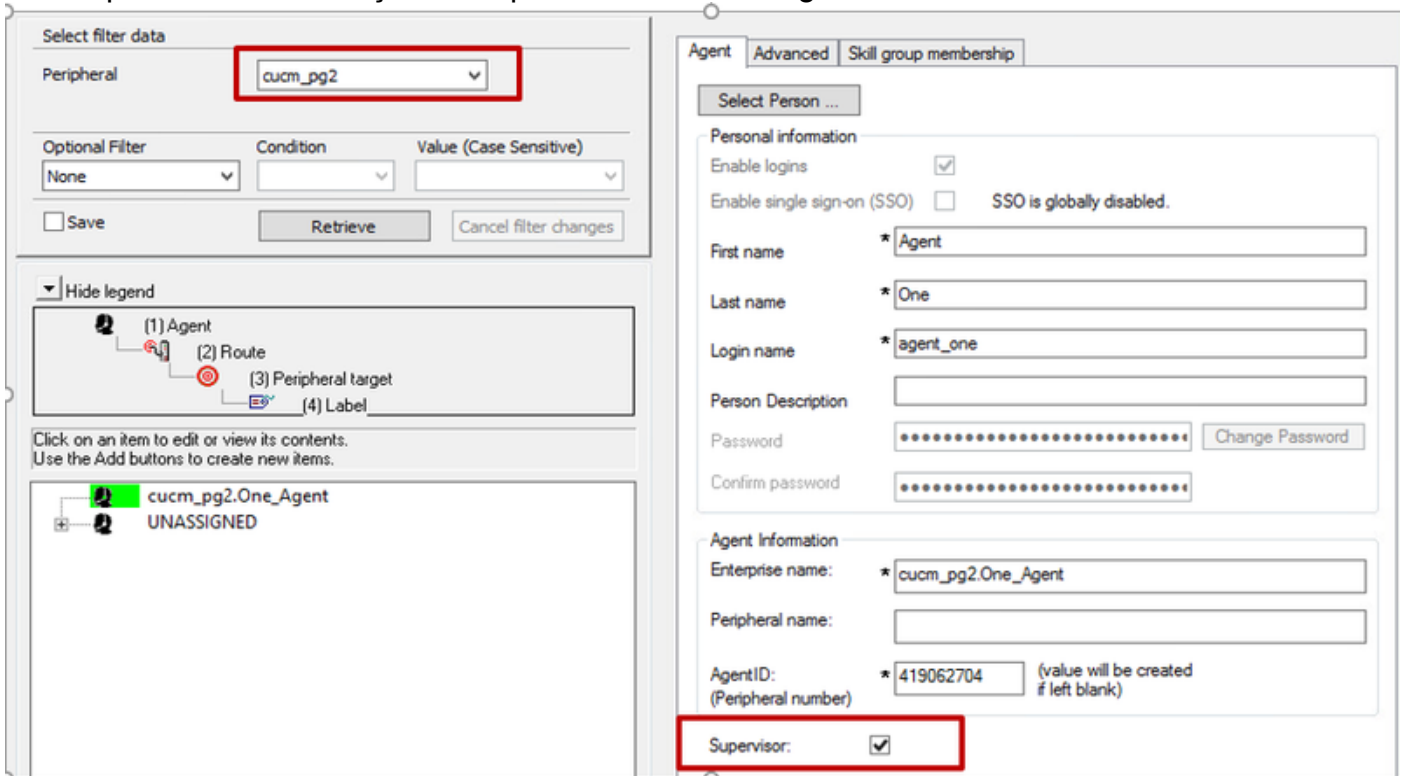 Select filter data
Peripheral
cucm_pg2
Optional Filter
Condition
Value (Case Sensitive)
None
Save
Retrieve
Cancel filter changes
Hide legend
(1) Agent
(2) Route
(3) Peripheral target
(4) Label
Click on an item to edit or view its contents.
Use the Add buttons to create new items.
cucm_pg2.One_Agent
UNASSIGNED
Agent
Advanced
Skill group membership
Select Person ...
Personal information
Enable logins
Enable single sign-on (SSO)
SSO is globally disabled.
First name
* Agent
Last name
* One
Login name
* agent_one
Person Description
Password
Change Password
Confirm password
Agent Information
Enterprise name:
* cucm_pg2.One_Agent
Peripheral name:
AgentID:
(Peripheral number)
* 419062704
(value will be created
if left blank)
Supervisor: